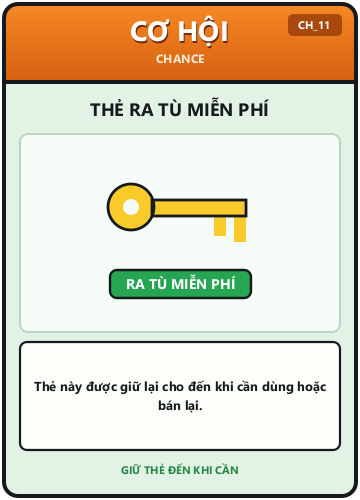 CƠ HỘI
CH_11
CHANCE
THẺ RA TÙ MIỄN PHÍ
RA TÙ MIỄN PHÍ
Thẻ này được giữ lại cho đến khi cần dùng hoặc
bán lại.
GIỮ THẺ ĐẾN KHI CẦN